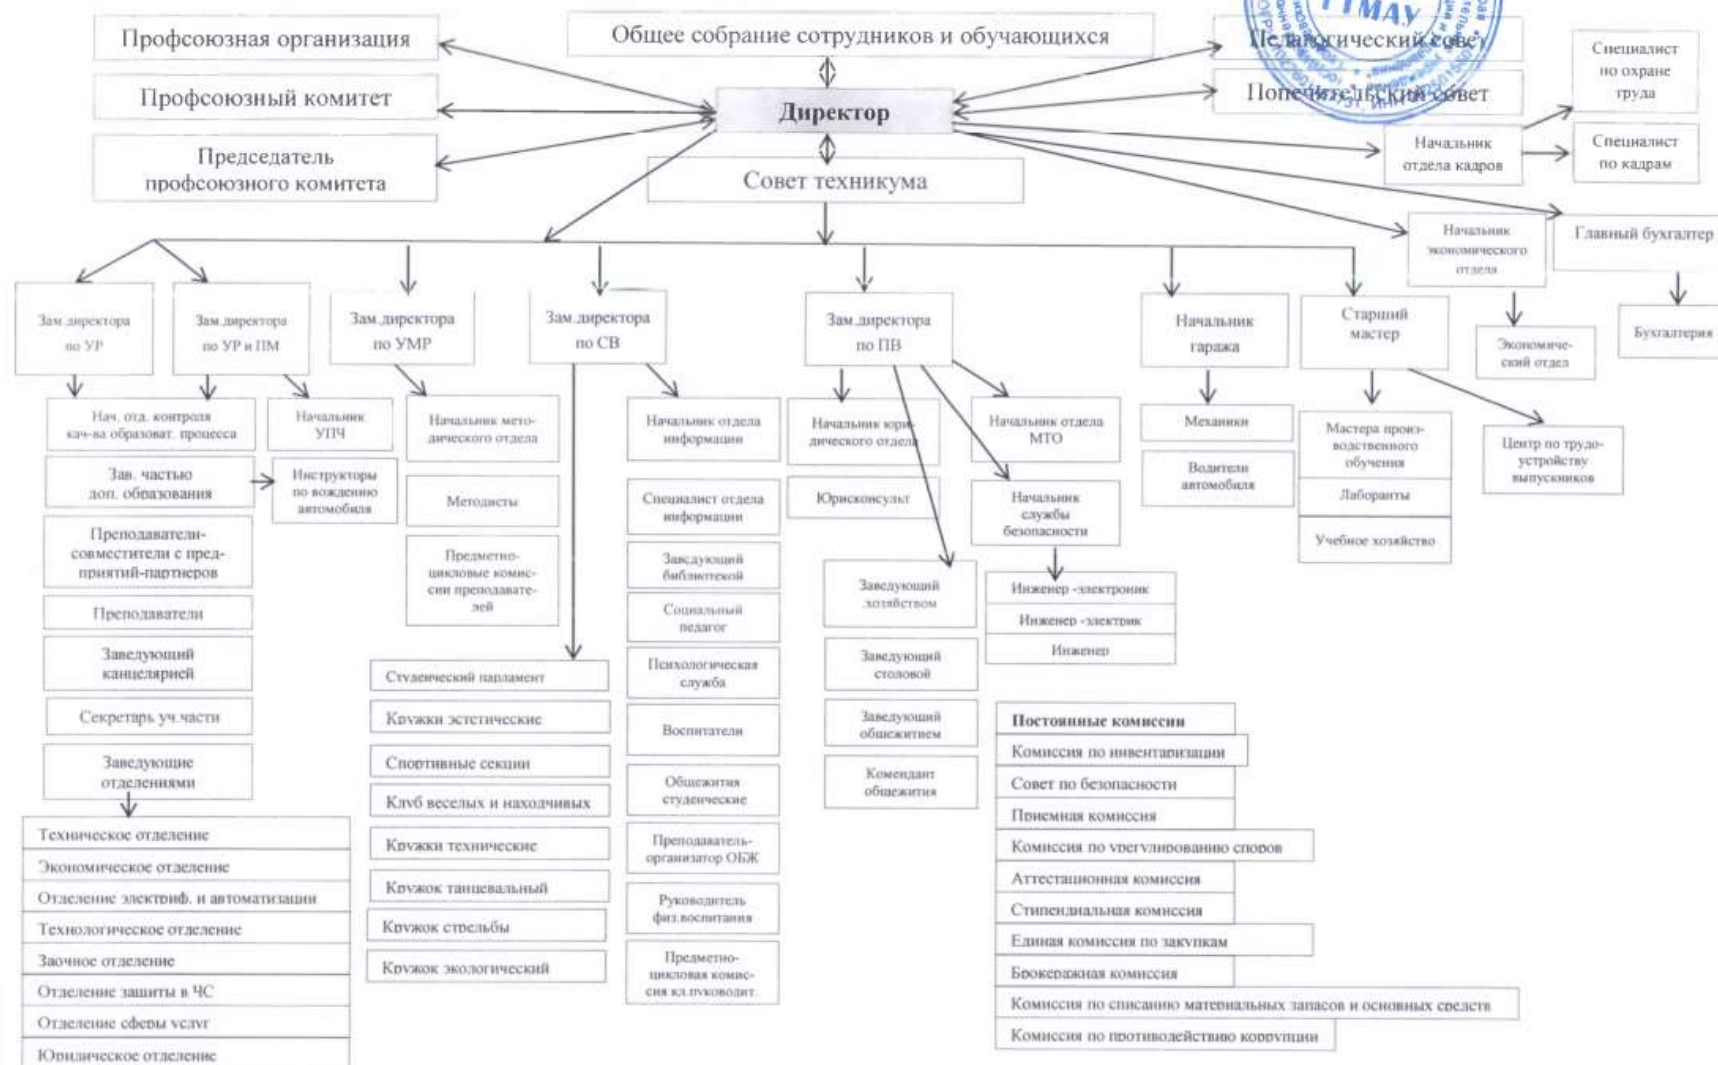 Профсоюзная организация
Общее собрание сотрудников и обучающихся
Педагогический совет
Специалист
по охране
труда
Профсоюзный комитет
Директор
Попечительский совет
Председатель
профсоюзного комитета
Совет техникума
Начальник
отдела кадров
Специалист
по кадрам
Начальник
экономического
отдела
Главный бухгалтер
Экономиче-
ский отдел
Бухгалтерия
Зам.директора
по УР
Зам.директора
по УР и ПМ
Зам.директора
по УМР
Зам.директора
по СВ
Зам.директора
по ПВ
Начальник
гаража
Старший
мастер
Нач. отд. контроля
кач-ва образоват. процесса
Зав. частью
доп. образования
Преподаватели-
совместители с пред-
приятий-партнеров
Преподаватели
Заведующий
канцелярией
Секретарь уч.части
Заведующие
отделениями
Техническое отделение
Экономическое отделение
Отделение электриф. и автоматизации
Технологическое отделение
Заочное отделение
Отделение защиты в ЧС
Отделение сферы услуг
Юридическое отделение
Начальник
УПЧ
Инструкторы
по вождению
автомобиля
Начальник мето-
дического отдела
Методисты
Предметно-
цикловые комис-
сии преподавате-
лей
Студенческий парламент
Кружки эстетические
Спортивные секции
Клуб веселых и находчивых
Кружки технические
Кружок танцевальный
Кружок стрельбы
Кружок экологический
Начальник отдела
информации
Специалист отдела
информации
Заведующий
библиотекой
Социальный
педагог
Психологическая
служба
Воспитатели
Общежития
студенческие
Преподаватель-
организатор ОБЖ
Руководитель
физ.воспитания
Предметно-
цикловая комис-
сия кл.руководит.
Начальник юри-
дического отдела
Юрисконсульт
Заведующий
хозяйством
Заведующий
столовой
Заведующий
общежитием
Комендант
общежития
Начальник отдела
МТО
Начальник
службы
безопасности
Инженер -электроник
Инженер -электрик
Инженер
Механики
Водители
автомобиля
Мастера произ-
водственного
обучения
Лаборанты
Учебное хозяйство
Центр по трудо-
устройству
выпускников
Постоянные комиссии
Комиссия по инвентаризации
Совет по безопасности
Приемная комиссия
Комиссия по урегулированию споров
Аттестационная комиссия
Стипендиальная комиссия
Единая комиссия по закупкам
Брокеражная комиссия
Комиссия по списанию материальных запасов и основных средств
Комиссия по противодействию коррупции